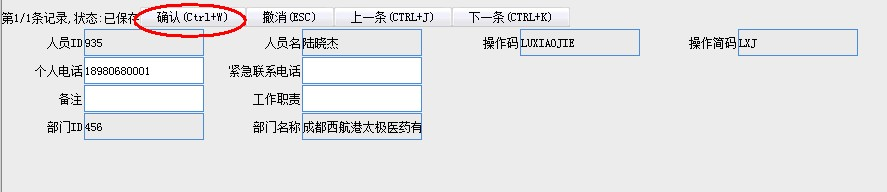 第1/1条记录,状态:已保存 确认(Ctrl+W) 撤消(ESC) 上一条(CTRL+J) 下一条(CTRL+K)
人员ID 935 人员名 陆晓杰 操作码 LUXIAOJIE 操作简码 LXJ
个人电话 18980680001 紧急联系电话
备注 工作职责
部门ID 456 部门名称 成都西航港太极医药有